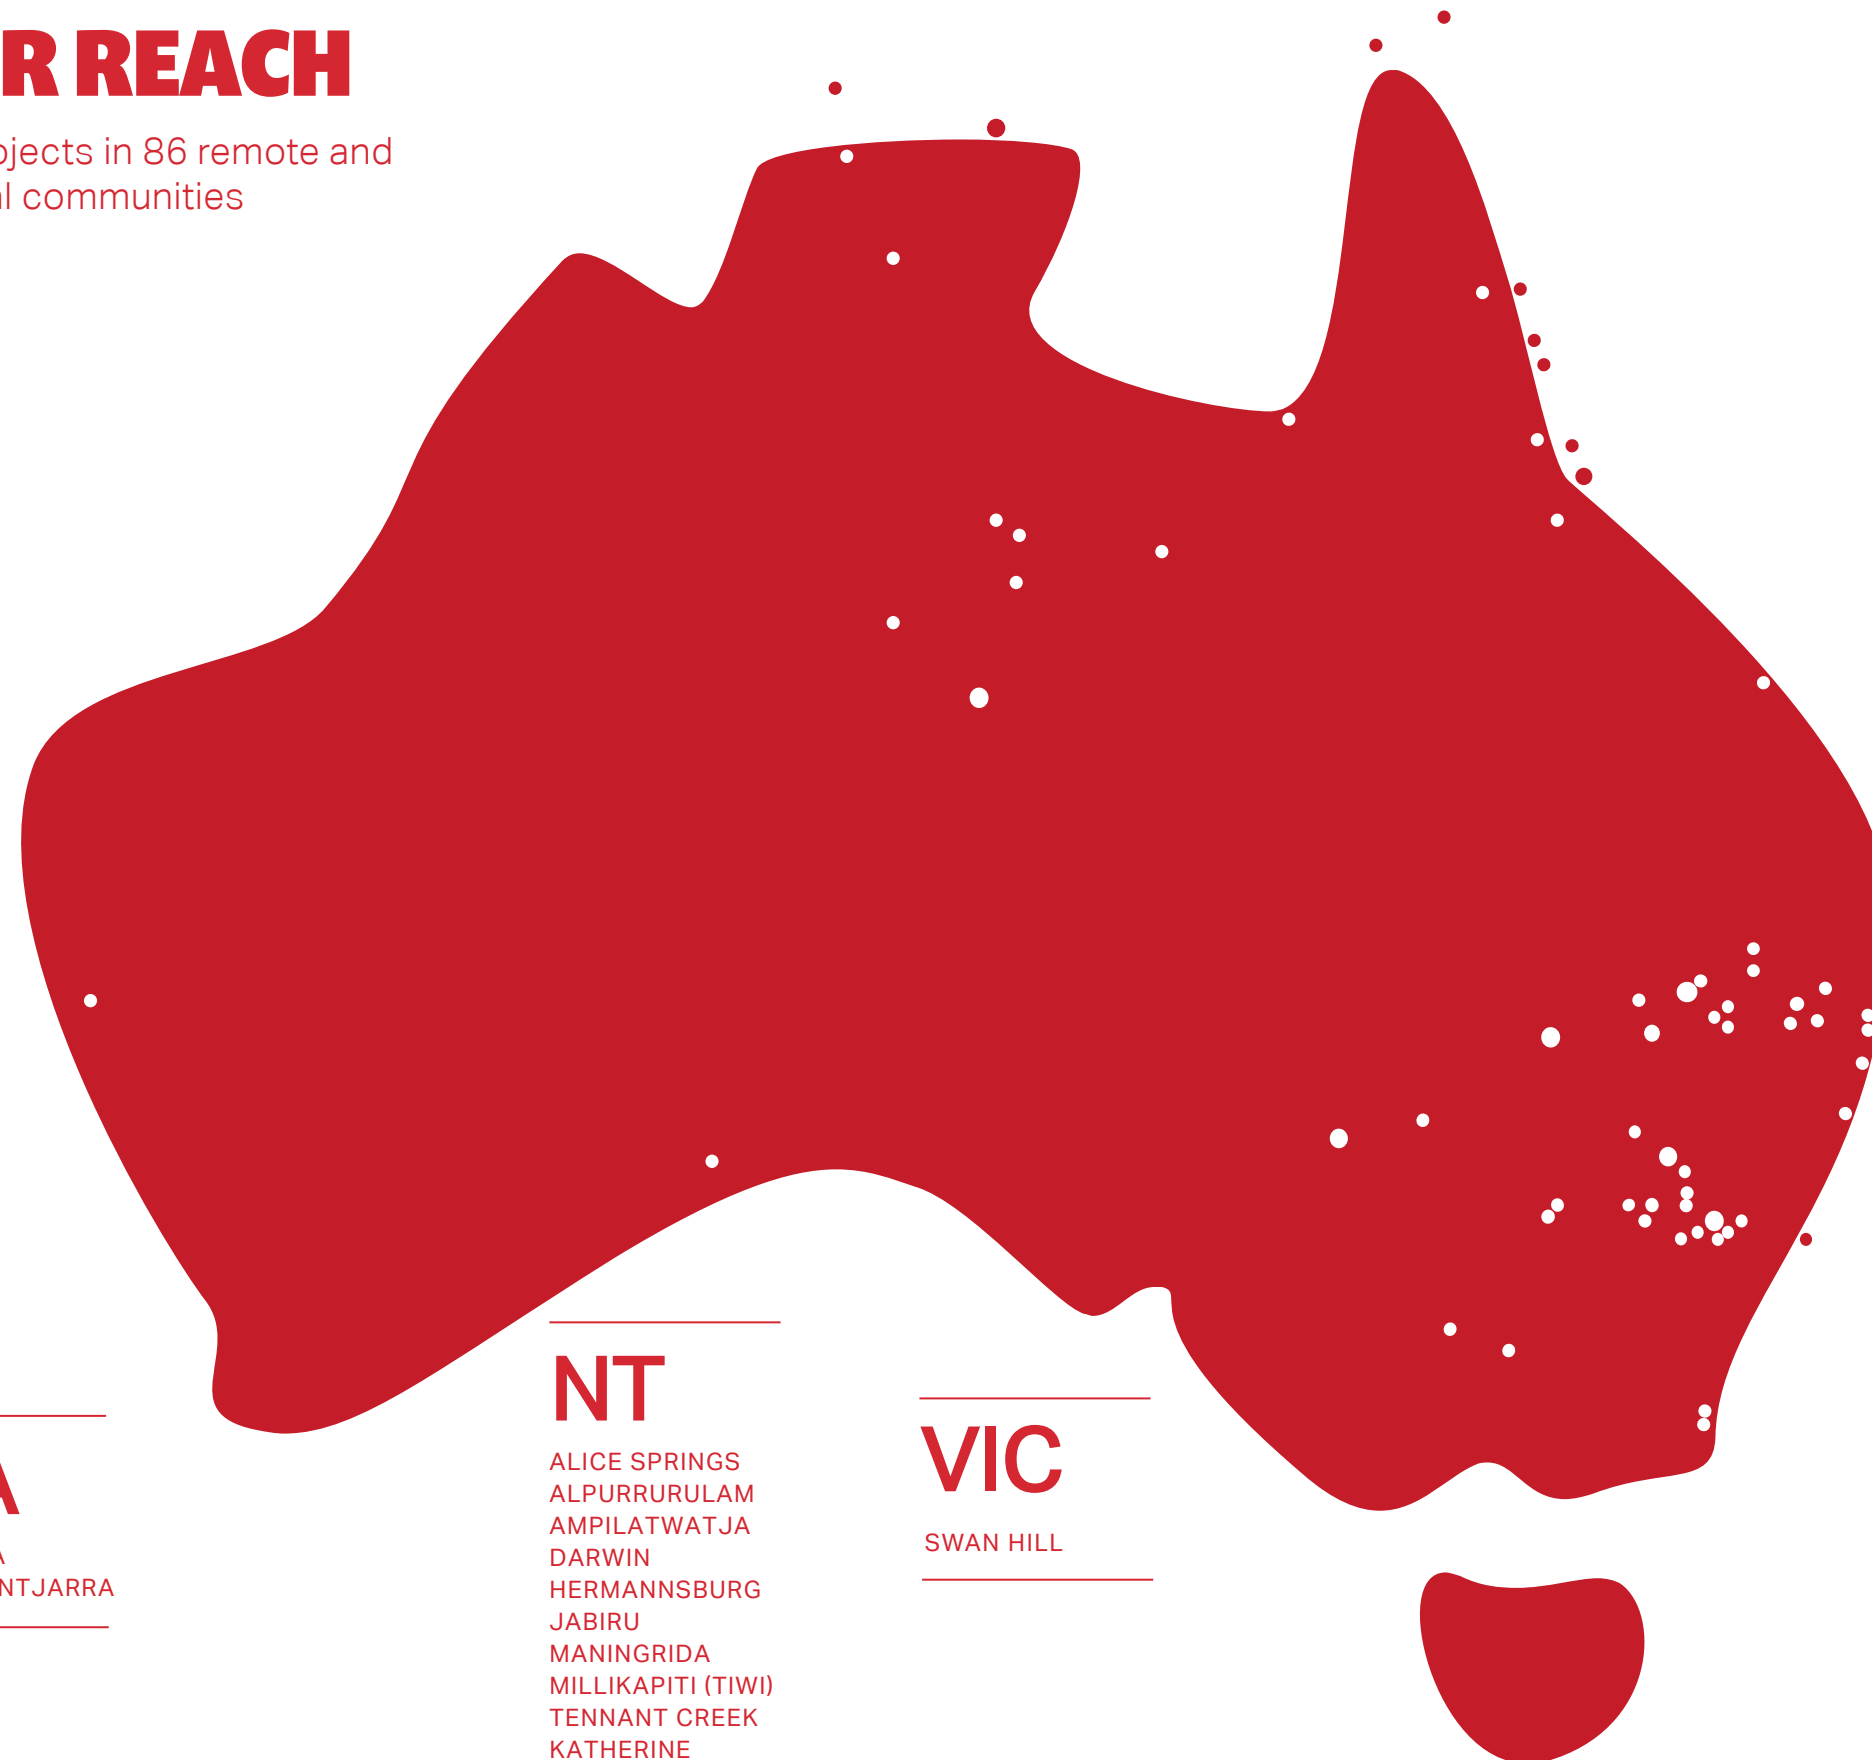 R REACH
jects in 86 remote and
l communities
A
A
NTJARRA
NT
ALICE SPRINGS
ALPURRURULAM
AMPILATWATJA
DARWIN
HERMANNSBURG
JABIRU
MANINGRIDA
MILLIKAPITI (TIWI)
TENNANT CREEK
KATHERINE
VIC
SWAN HILL